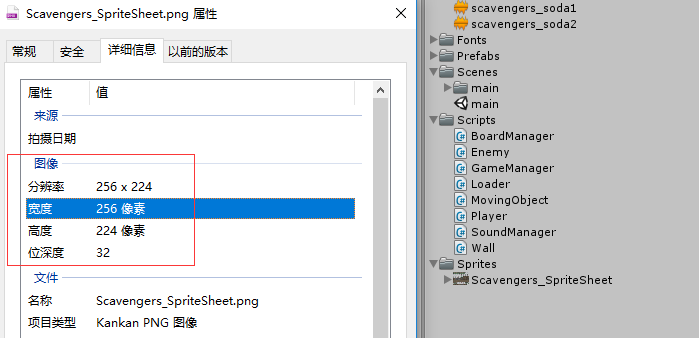 Scavengers_SpriteSheet.png 属性
常规 安全 详细信息 以前的版本
属性 值
来源
拍摄日期
图像
分辨率 256 x 224
宽度 256 像素
高度 224 像素
位深度 32
文件
名称 Scavengers_SpriteSheet.png
项目类型 Kankan PNG 图像
scavengers_soda1
scavengers_soda2
Fonts
Prefabs
Scenes
main
main
Scripts
BoardManager
Enemy
GameManager
Loader
MovingObject
Player
SoundManager
Wall
Sprites
Scavengers_SpriteSheet